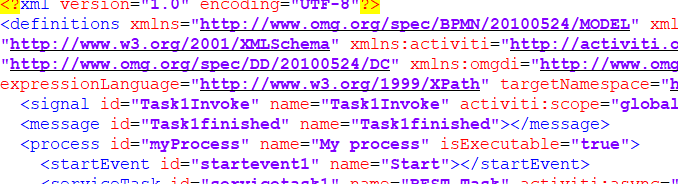 <?xml version="1.0" encoding="UTF-8"?>
<definitions xmlns="http://www.omg.org/spec/BPMN/20100524/MODEL" xml
"http://www.w3.org/2001/XMLSchema" xmlns:activiti="http://activiti.o
"http://www.omg.org/spec/DD/20100524/DC" xmlns:omgdi="http://www.omg
expressionLanguage="http://www.w3.org/1999/XPath" targetNamespace="h
<signal id="Task1Invoke" name="Task1Invoke" activiti:scope="global
<message id="Task1finished" name="Task1finished"></message>
<process id="myProcess" name="My process" isExecutable="true">
<startEvent id="startevent1" name="Start"></startEvent>
<serviceTask id="servicetask1" name="REST Task" activiti:async="